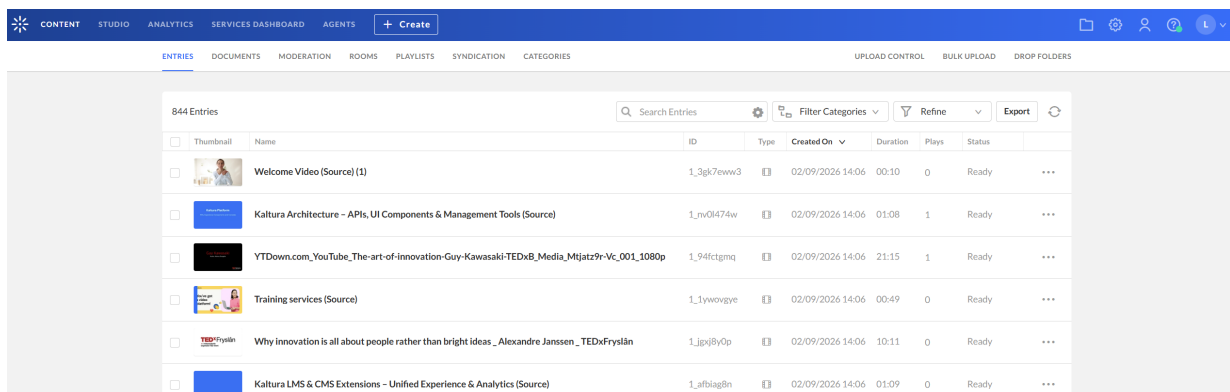 CONTENT STUDIO ANALYTICS SERVICES DASHBOARD AGENTS + Create L
ENTRIES DOCUMENTS MODERATION ROOMS PLAYLISTS SYNDICATION CATEGORIES UPLOAD CONTROL BULK UPLOAD DROP FOLDERS
844 Entries Search Entries Filter Categories Refine Export
Thumbnail Name ID Type Created On Duration Plays Status
Welcome Video (Source) (1) 1_3gk7eww3 02/09/2026 14:06 00:10 0 Ready
Kaltura Architecture – APIs, UI Components & Management Tools (Source) 1_nv0l474w 02/09/2026 14:06 01:08 1 Ready
YTDown.com_YouTube_The-art-of-innovation-Guy-Kawasaki-TEDxB_Media_Mtjatz9r-Vc_001_1080p 1_94fctgmq 02/09/2026 14:06 21:15 1 Ready
Training services (Source) 1_1ywovgye 02/09/2026 14:06 00:49 0 Ready
TEDxFryslân
Why innovation is all about people rather than bright ideas _ Alexandre Janssen _ TEDxFryslân 1_jgxj8y0p 02/09/2026 14:06 10:11 0 Ready
Kaltura LMS & CMS Extensions – Unified Experience & Analytics (Source) 1_afbiag8n 02/09/2026 14:06 01:09 0 Ready